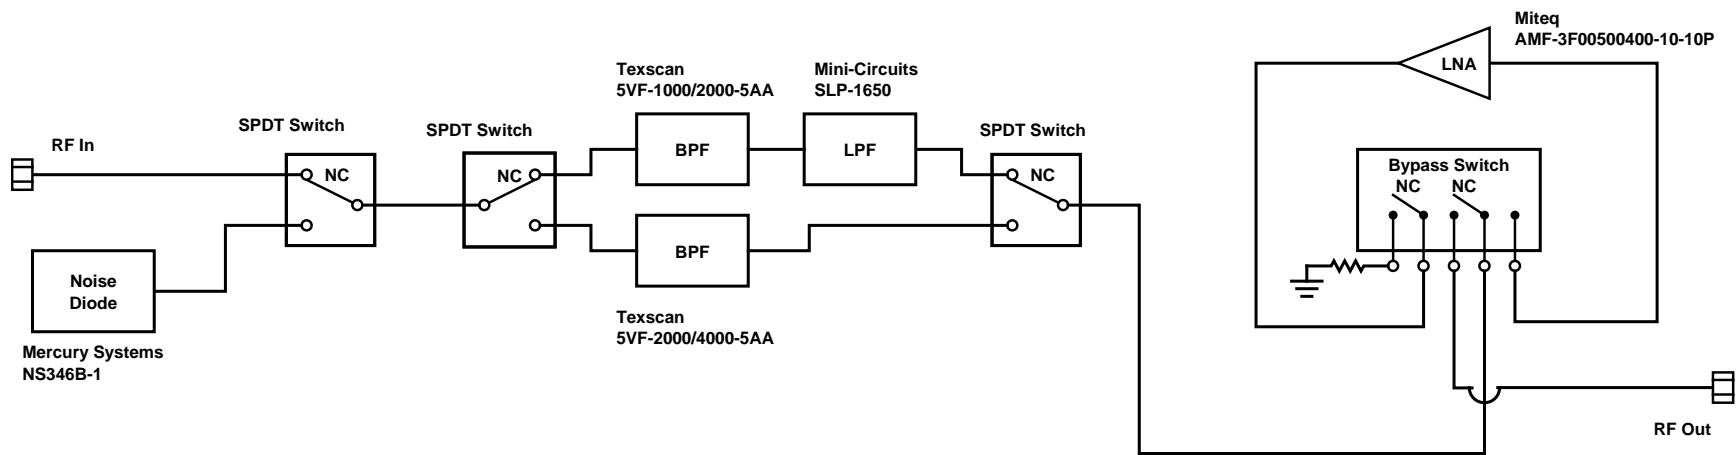 Miteq
AMF-3F00500400-10-10P
LNA
Texscan
5VF-1000/2000-5AA
Mini-Circuits
SLP-1650
SPDT Switch
SPDT Switch
SPDT Switch
RF In
BPF
LPF
NC
NC
NC
Bypass Switch
NC
NC
BPF
Noise
Diode
Texscan
5VF-2000/4000-5AA
Mercury Systems
NS346B-1
RF Out